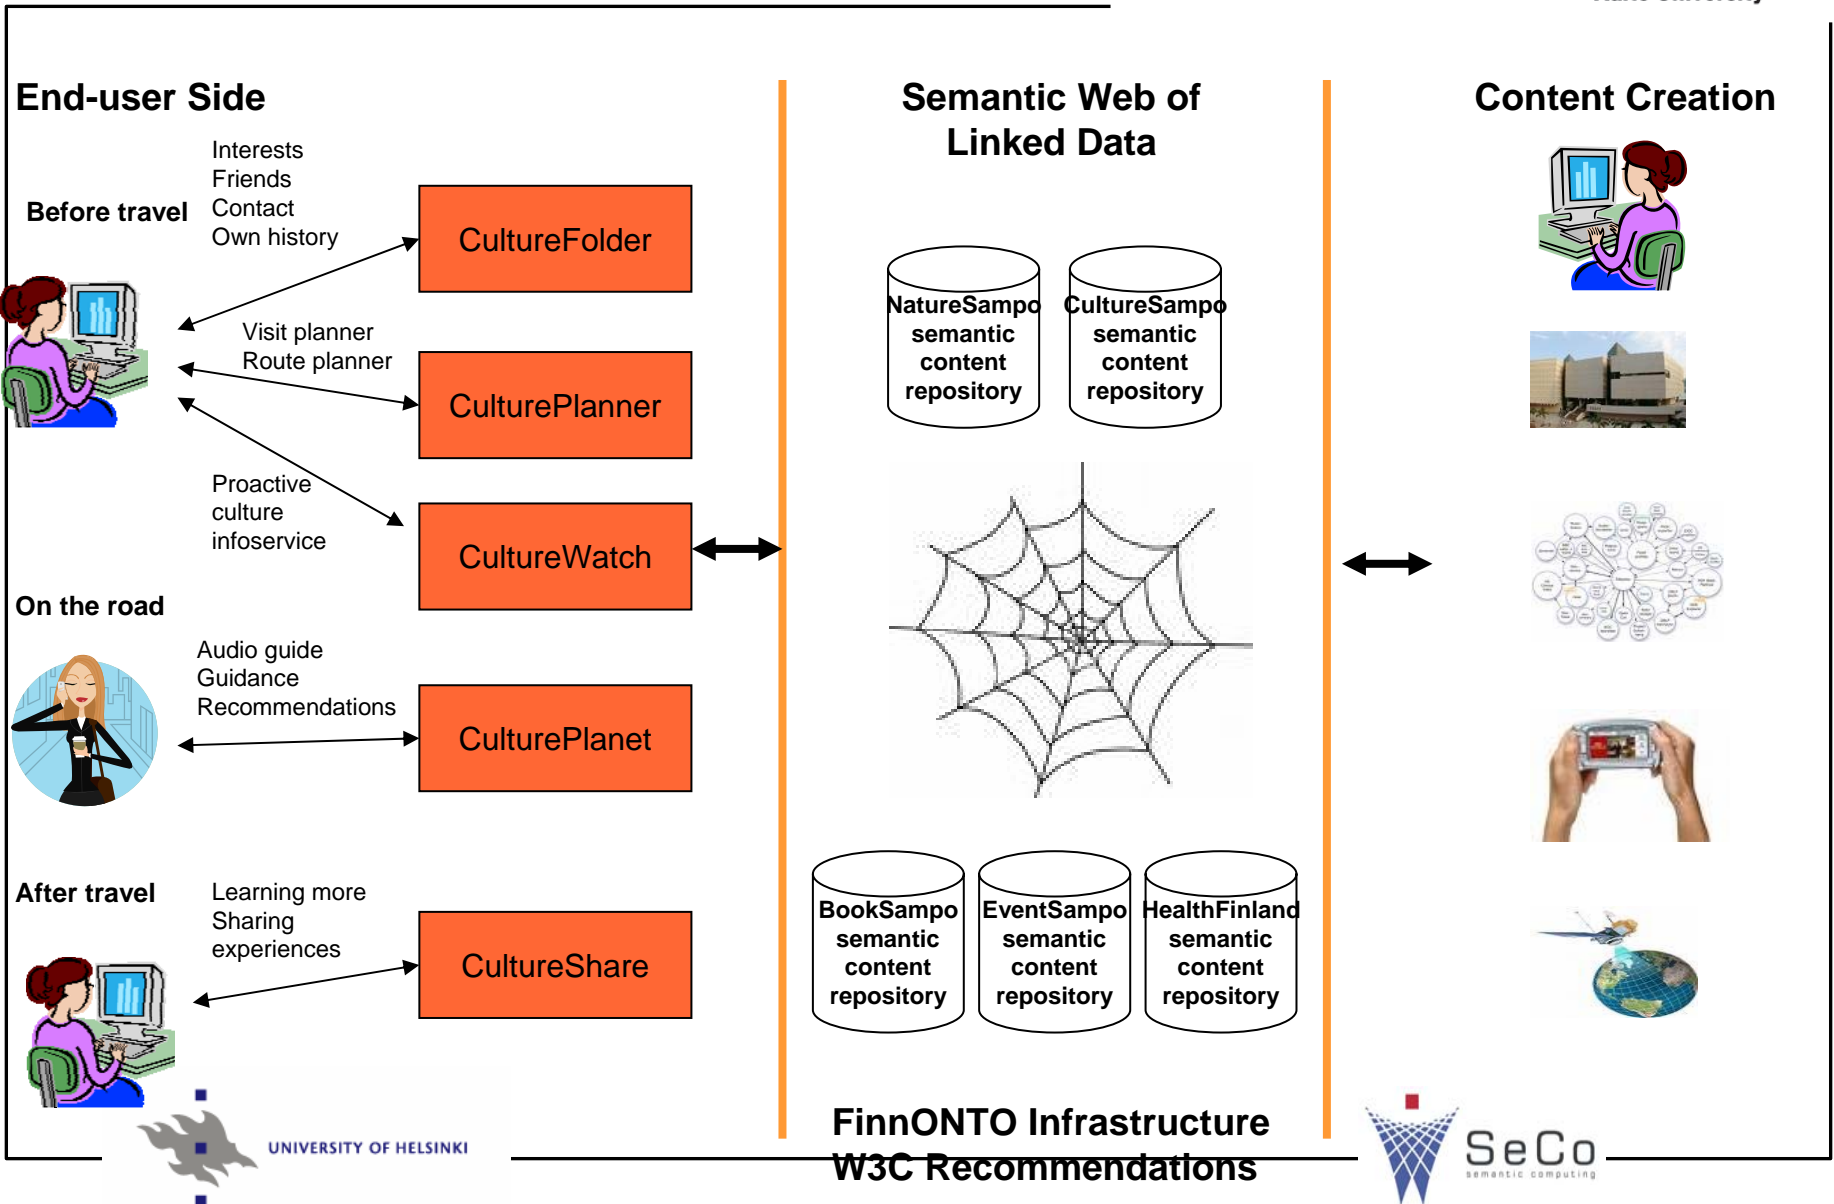 End-user Side
Interests
Friends
Before travel
Contact
Own history
CultureFolder
Visit planner
Route planner
CulturePlanner
Proactive
culture
infoservice
CultureWatch
On the road
Audio guide
Guidance
Recommendations
CulturePlanet
After travel
Learning more
Sharing
experiences
CultureShare
UNIVERSITY OF HELSINKI
Semantic Web of
Linked Data
NatureSampo
semantic
content
repository
CultureSampo
semantic
content
repository
BookSampo
semantic
content
repository
EventSampo
semantic
content
repository
HealthFinland
semantic
content
repository
FinnONTO Infrastructure
W3C Recommendations
Content Creation
SeCo
semantic computing